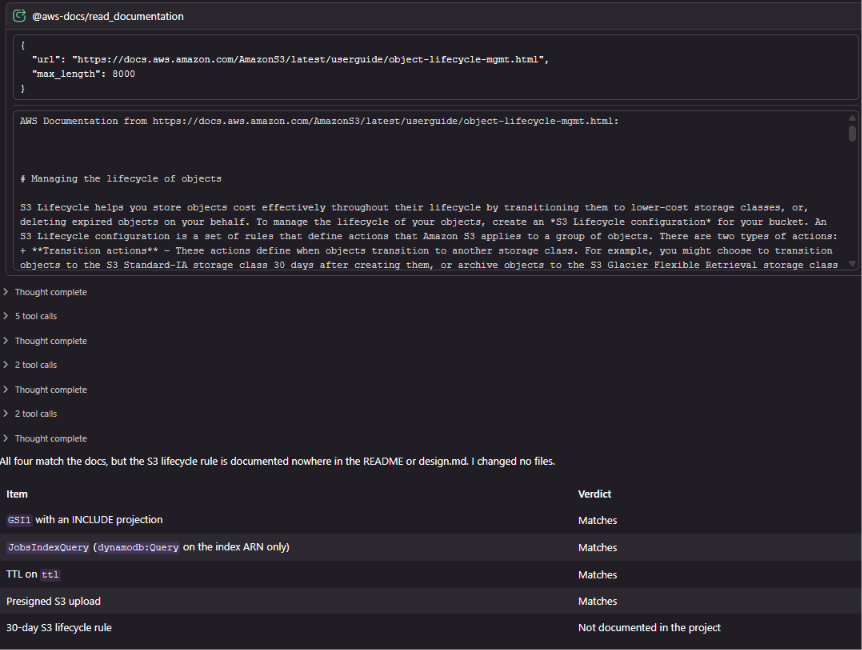 @aws-docs/read_documentation
{
"url": "https://docs.aws.amazon.com/AmazonS3/latest/userguide/object-lifecycle-mgmt.html",
"max_length": 8000
}
AWS Documentation from https://docs.aws.amazon.com/AmazonS3/latest/userguide/object-lifecycle-mgmt.html:
# Managing the lifecycle of objects
S3 Lifecycle helps you store objects cost effectively throughout their lifecycle by transitioning them to lower-cost storage classes, or,
deleting expired objects on your behalf. To manage the lifecycle of your objects, create an *S3 Lifecycle configuration* for your bucket. An
S3 Lifecycle configuration is a set of rules that define actions that Amazon S3 applies to a group of objects. There are two types of actions:
+ **Transition actions** – These actions define when objects transition to another storage class. For example, you might choose to transition
objects to the S3 Standard-IA storage class 30 days after creating them, or archive objects to the S3 Glacier Flexible Retrieval storage class
Thought complete
5 tool calls
Thought complete
2 tool calls
Thought complete
2 tool calls
Thought complete
All four match the docs, but the S3 lifecycle rule is documented nowhere in the README or design.md. I changed no files.
Item Verdict
GSI1 with an INCLUDE projection Matches
JobsIndexQuery (dynamodb:Query on the index ARN only) Matches
TTL on ttl Matches
Presigned S3 upload Matches
30-day S3 lifecycle rule Not documented in the project